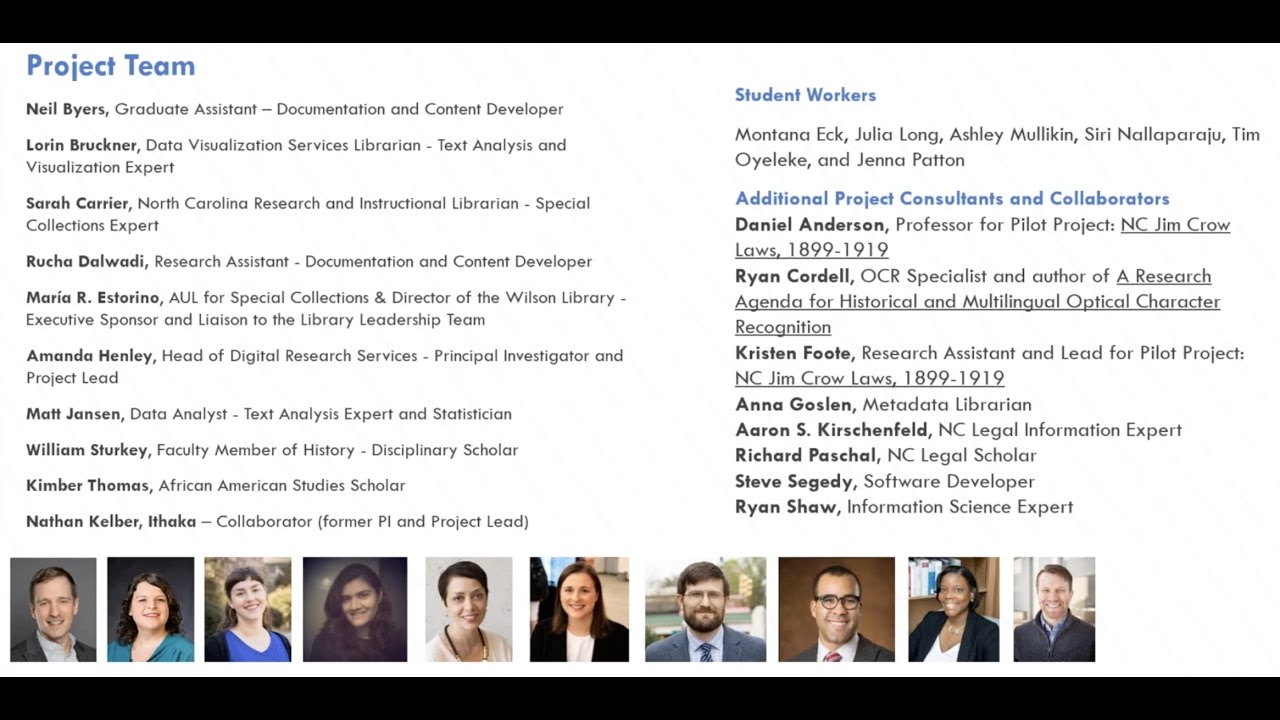 Project Team
Neil Byers, Graduate Assistant – Documentation and Content Developer
Lorin Bruckner, Data Visualization Services Librarian - Text Analysis and
Visualization Expert
Sarah Carrier, North Carolina Research and Instructional Librarian - Special
Collections Expert
Rucha Dalwadi, Research Assistant - Documentation and Content Developer
María R. Estorino, AUL for Special Collections & Director of the Wilson Library -
Executive Sponsor and Liaison to the Library Leadership Team
Amanda Henley, Head of Digital Research Services - Principal Investigator and
Project Lead
Matt Jansen, Data Analyst - Text Analysis Expert and Statistician
William Sturkey, Faculty Member of History - Disciplinary Scholar
Kimber Thomas, African American Studies Scholar
Nathan Kelber, Ithaka – Collaborator (former PI and Project Lead)
Student Workers
Montana Eck, Julia Long, Ashley Mullikin, Siri Nallaparaju, Tim
Oyeleke, and Jenna Patton
Additional Project Consultants and Collaborators
Daniel Anderson, Professor for Pilot Project: NC Jim Crow
Laws, 1899-1919
Ryan Cordell, OCR Specialist and author of A Research
Agenda for Historical and Multilingual Optical Character
Recognition
Kristen Foote, Research Assistant and Lead for Pilot Project:
NC Jim Crow Laws, 1899-1919
Anna Goslen, Metadata Librarian
Aaron S. Kirschenfeld, NC Legal Information Expert
Richard Paschal, NC Legal Scholar
Steve Segedy, Software Developer
Ryan Shaw, Information Science Expert